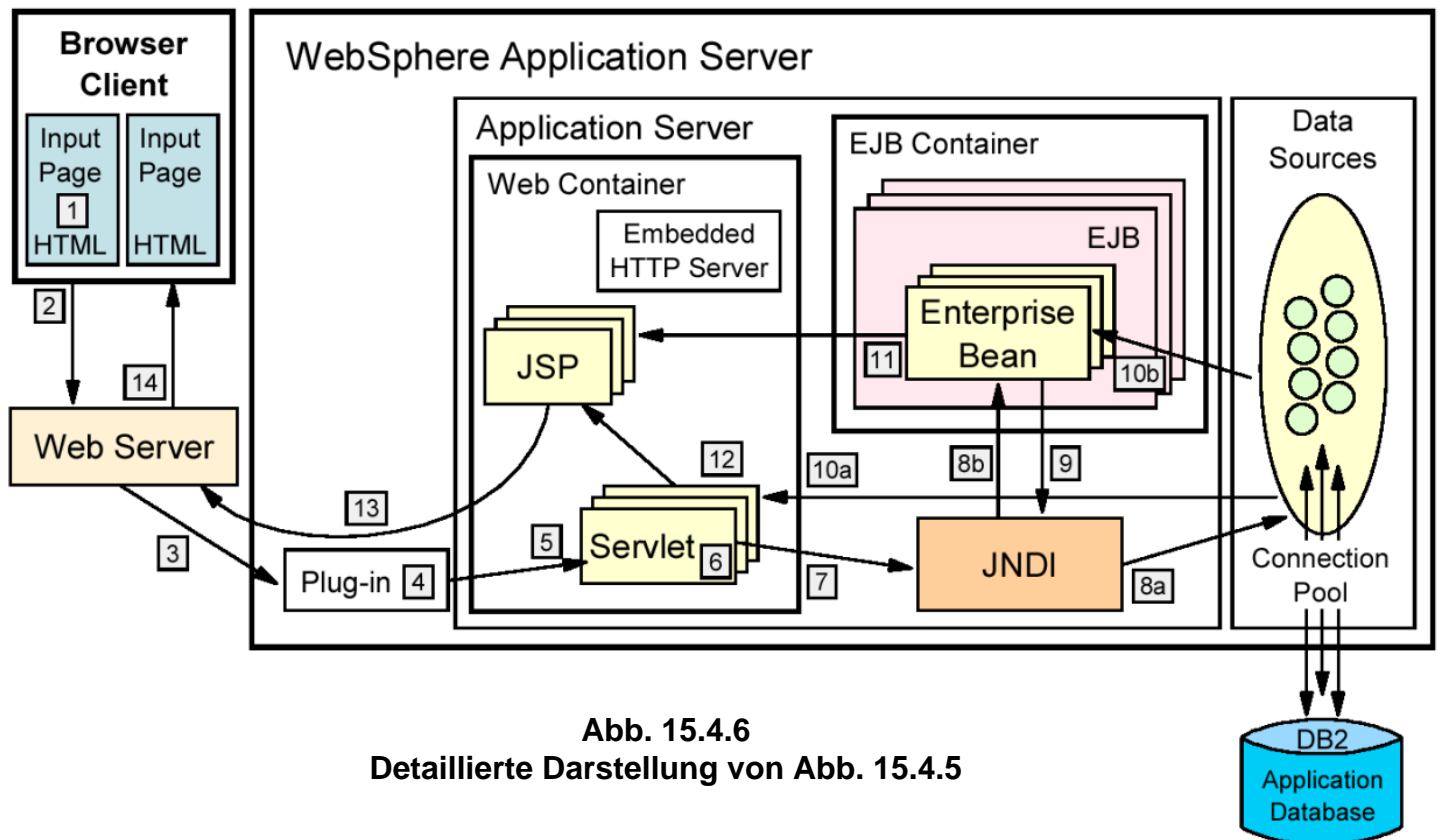 Browser
Client
Input
Page
1
HTML
Input
Page
HTML
2
14
Web Server
3
13
WebSphere Application Server
Plug-in 4
Application Server
Web Container
Embedded
HTTP Server
JSP
12
5
Servlet
6
7
EJB Container
EJB
Enterprise
Bean
11
10b
8b
9
10a
JNDI
8a
Data
Sources
Connection
Pool
DB2
Application
Database
Abb. 15.4.6
Detaillierte Darstellung von Abb. 15.4.5